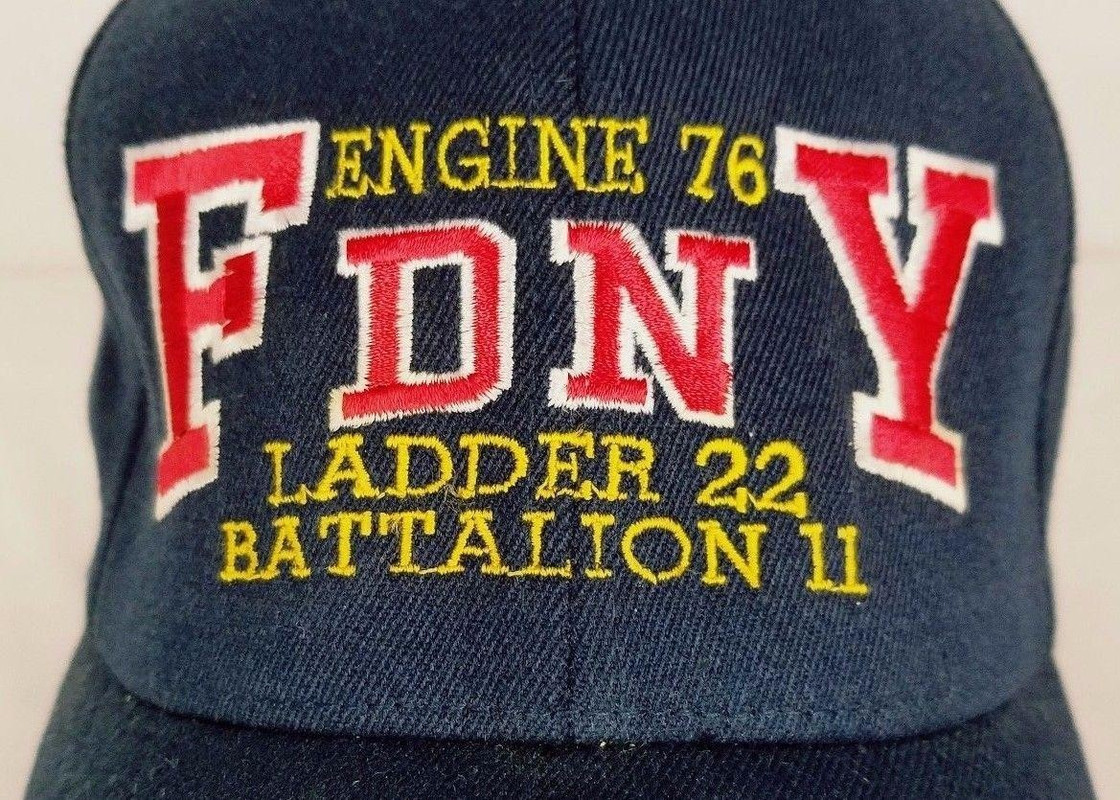 ENGINE 76
FDNY
LADDER 22
BATTALION 11